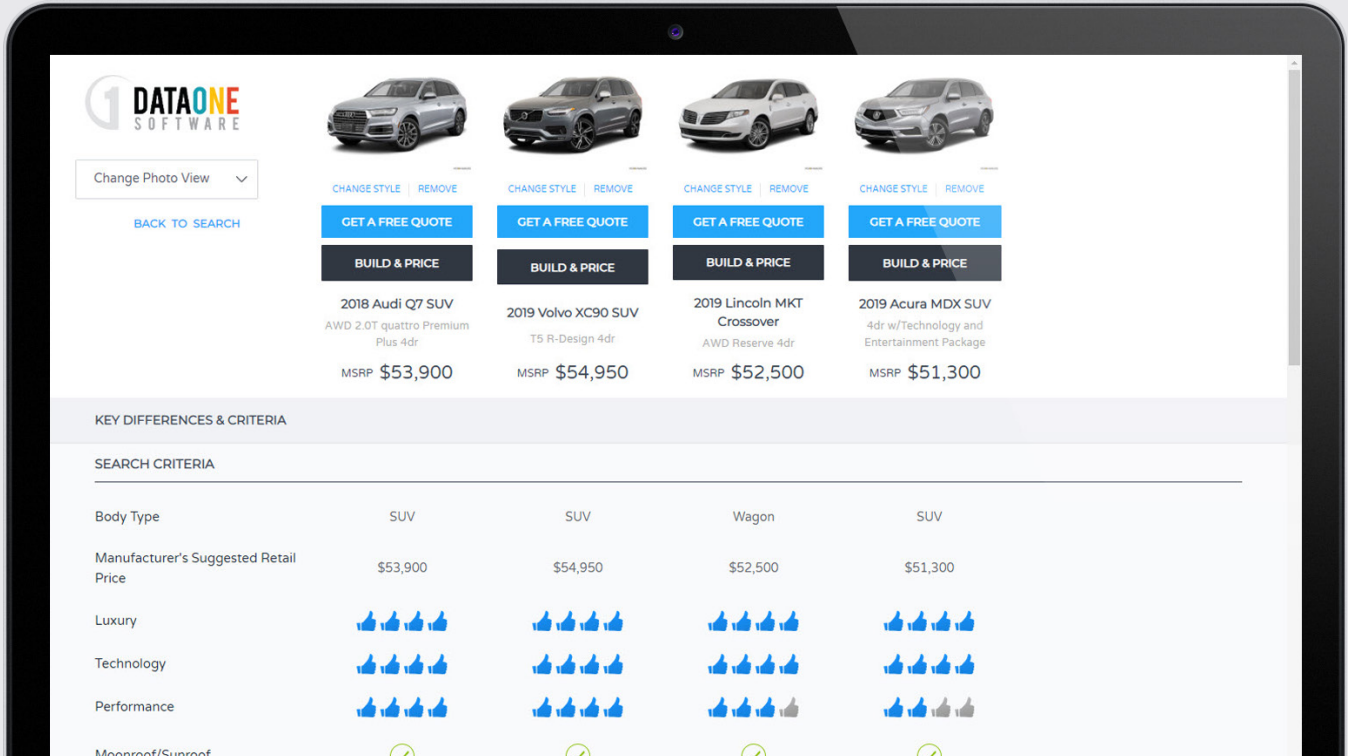 1 DATAONE
SOFTWARE
Change Photo View
BACK TO SEARCH
CHANGE STYLE REMOVE CHANGE STYLE REMOVE CHANGE STYLE REMOVE CHANGE STYLE REMOVE
GET A FREE QUOTE GET A FREE QUOTE GET A FREE QUOTE GET A FREE QUOTE
BUILD & PRICE BUILD & PRICE BUILD & PRICE BUILD & PRICE
2018 Audi Q7 SUV
AWD 2.0T quattro Premium
Plus 4dr
MSRP $53,900
2019 Volvo XC90 SUV
T5 R-Design 4dr
MSRP $54,950
2019 Lincoln MKT
Crossover
AWD Reserve 4dr
MSRP $52,500
2019 Acura MDX SUV
4dr w/Technology and
Entertainment Package
MSRP $51,300
KEY DIFFERENCES & CRITERIA
SEARCH CRITERIA
Body Type SUV SUV Wagon SUV
Manufacturer's Suggested Retail
Price $53,900 $54,950 $52,500 $51,300
Luxury
Technology
Performance
Moonroof/Sunroof